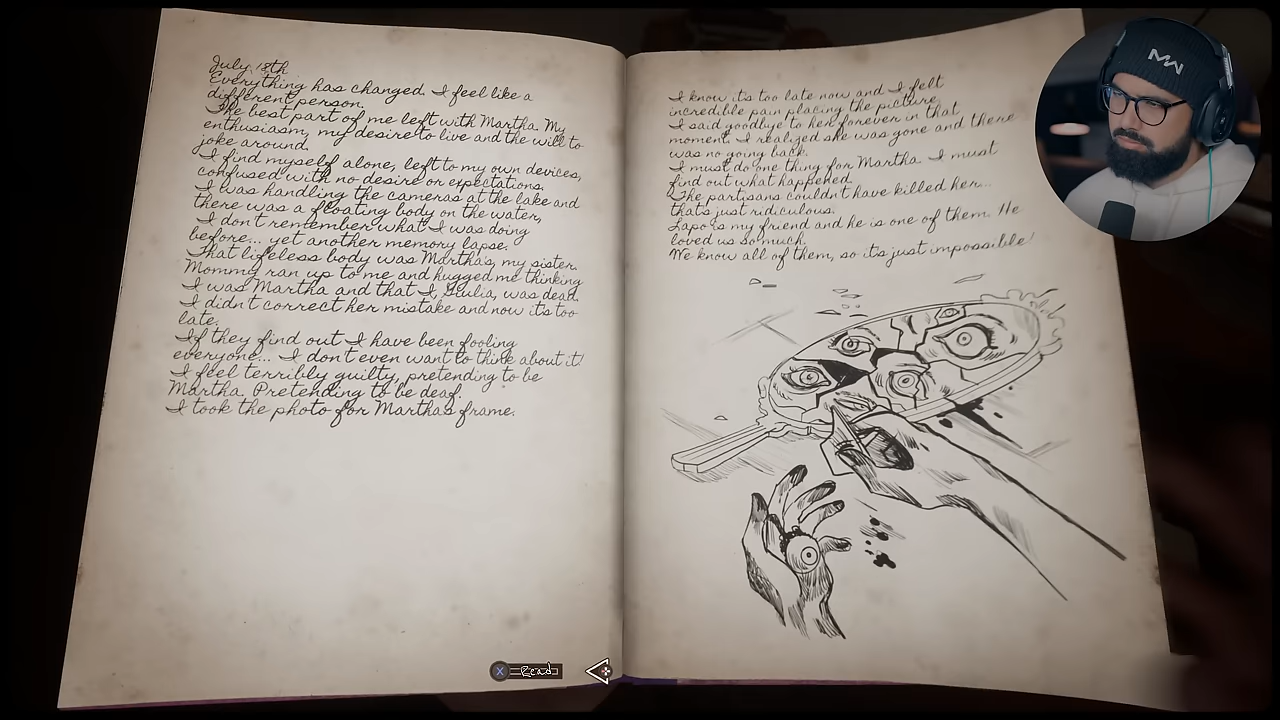 July 18th
Everything has changed. I feel like a
different person.
The best part of me left with Martha. My
enthusiasm, my desire to live and the will to
joke around.
I find myself alone, left to my own devices,
confused with no desire or expectations.
I was handling the cameras at the lake and
there was a floating body on the water,
I don't remember what I was doing
before... yet another memory lapse.
That lifeless body was Martha's, my sister.
Mommy ran up to me and hugged me thinking
I was Martha and that I, Giulia, was dead.
I didn't correct her mistake and now it's too
late.
If they find out I have been fooling
everyone... I don't even want to think about it!
I feel terribly guilty, pretending to be
Martha. Pretending to be deaf.
I took the photo for Martha's frame.
I know it's too late now and I felt
incredible pain placing the picture.
I said goodbye to her forever in that
moment. I realized she was gone and there
was no going back.
I must do one thing for Martha. I must
find out what happened.
The partisans couldn't have killed her...
that's just ridiculous.
Lapo is my friend and he is one of them. He
loved us so much.
We know all of them, so it's just impossible!
X Read